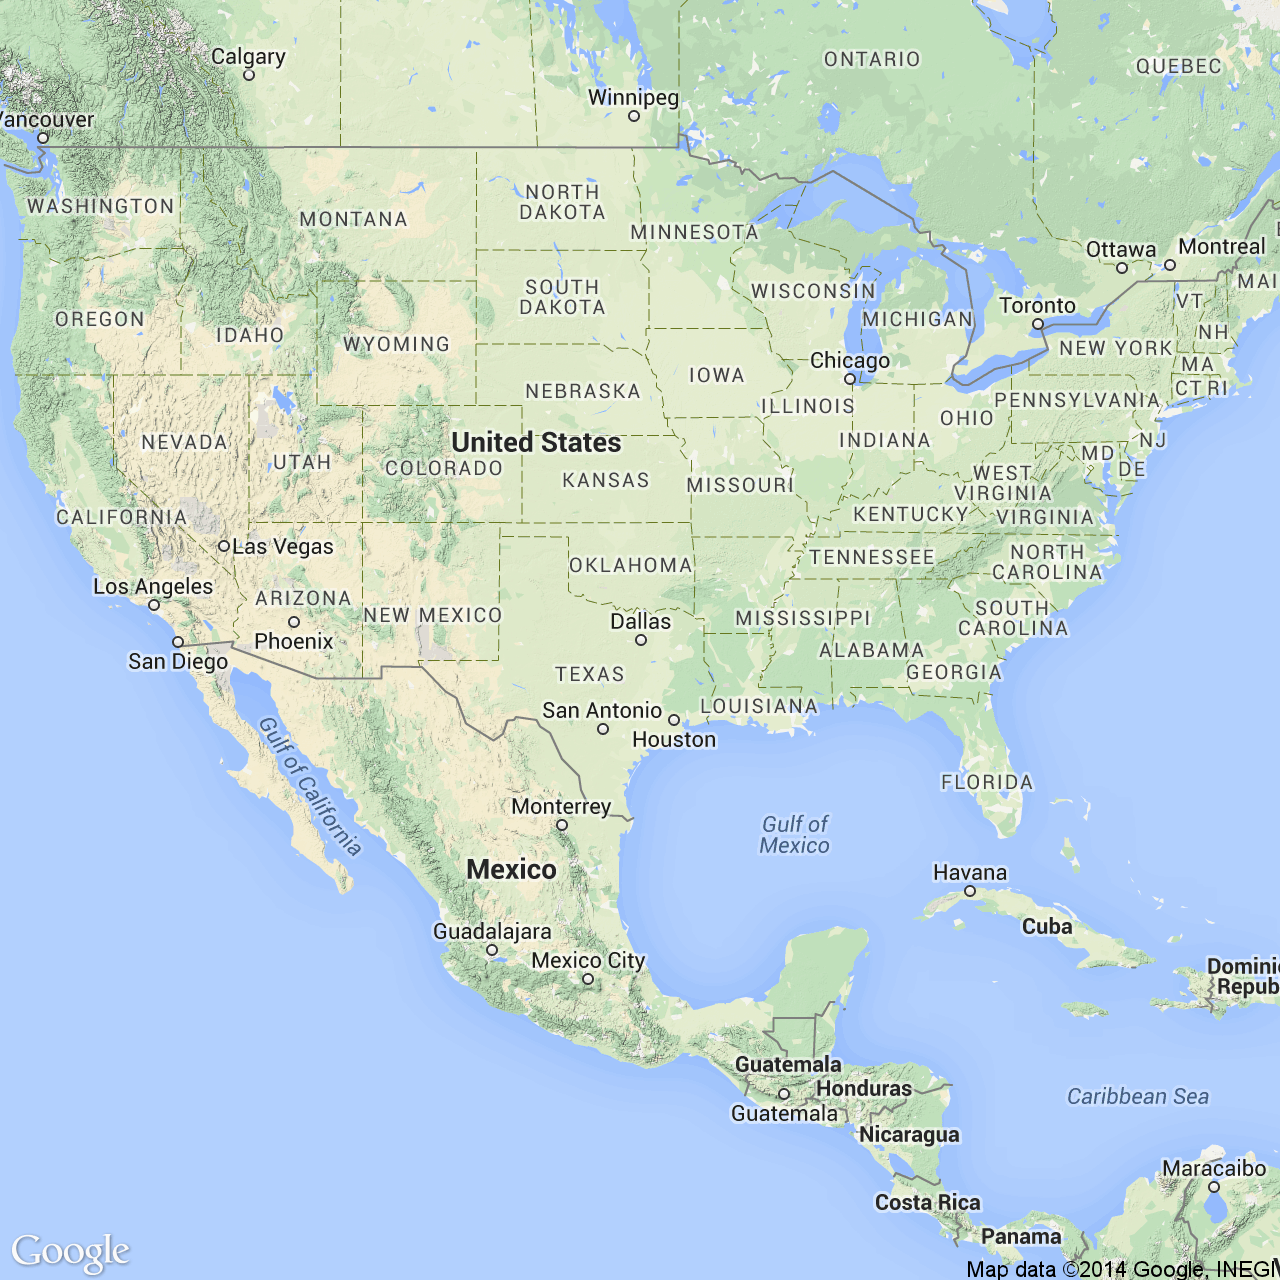 Calgary
ONTARIO
QUEBEC
Winnipeg
Vancouver
WASHINGTON
MONTANA
NORTH
DAKOTA
MINNESOTA
Ottawa
Montreal
MAI
OREGON
IDAHO
WYOMING
SOUTH
DAKOTA
WISCONSIN
MICHIGAN
Toronto
VT
NH
NEW YORK
MA
CT RI
Chicago
IOWA
NEBRASKA
ILLINOIS
OHIO
PENNSYLVANIA
NEVADA
UTAH
United States
COLORADO
KANSAS
MISSOURI
INDIANA
NJ
MD
DE
WEST
VIRGINIA
VIRGINIA
KENTUCKY
CALIFORNIA
Las Vegas
OKLAHOMA
TENNESSEE
NORTH
CAROLINA
Los Angeles
ARIZONA
NEW MEXICO
Phoenix
San Diego
Dallas
MISSISSIPPI
ALABAMA
SOUTH
CAROLINA
GEORGIA
TEXAS
San Antonio
Houston
LOUISIANA
FLORIDA
Gulf of California
Monterrey
Gulf of
Mexico
Mexico
Havana
Cuba
Guadalajara
Mexico City
Domini
Repub
Guatemala
Honduras
Guatemala
Nicaragua
Caribbean Sea
Maracaibo
Costa Rica
Panama
Google
Map data ©2014 Google, INEGI